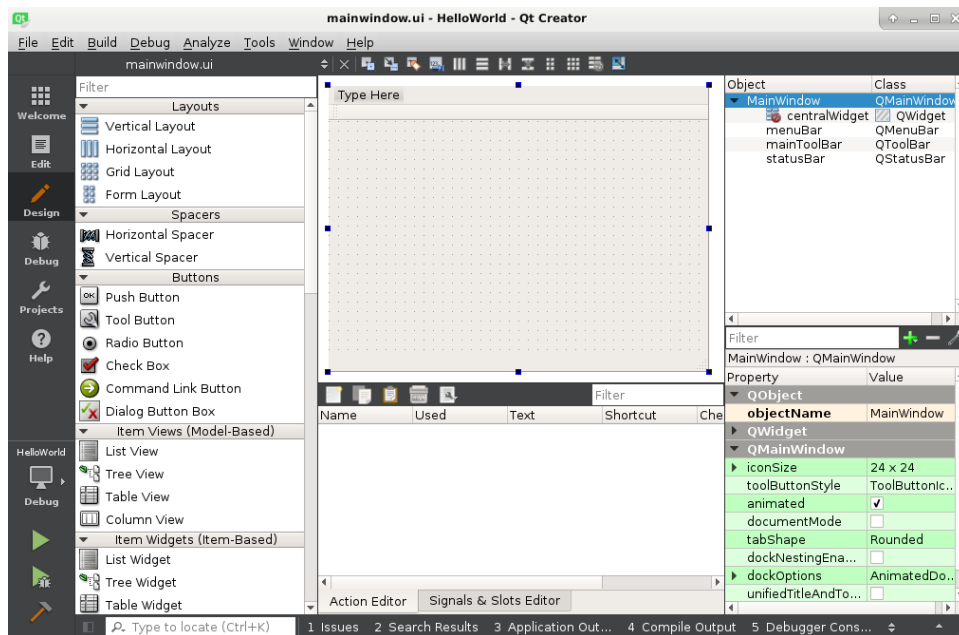 mainwindow.ui - HelloWorld - Qt Creator
File Edit Build Debug Analyze Tools Window Help
mainwindow.ui
Welcome
Edit
Design
Debug
Projects
Help
HelloWorld
Debug
Filter
Layouts
Vertical Layout
Horizontal Layout
Grid Layout
Form Layout
Spacers
Horizontal Spacer
Vertical Spacer
Buttons
OK Push Button
Tool Button
Radio Button
Check Box
Command Link Button
Dialog Button Box
Item Views (Model-Based)
List View
Tree View
Table View
Column View
Item Widgets (Item-Based)
List Widget
Tree Widget
Table Widget
Type Here
Filter
Name Used Text Shortcut Che
Action Editor Signals & Slots Editor
Object Class
MainWindow QMainWindow
centralWidget QWidget
menuBar QMenuBar
mainToolBar QToolBar
statusBar QStatusBar
Filter
MainWindow : QMainWindow
Property Value
QObject
objectName MainWindow
QWidget
QMainWindow
iconSize 24 x 24
toolButtonStyle ToolButtonIc..
animated
documentMode
tabShape Rounded
dockNestingEna...
dockOptions AnimatedDo...
unifiedTitleAndTo...
Type to locate (Ctrl+K) 1 Issues 2 Search Results 3 Application Out... 4 Compile Output 5 Debugger Cons...